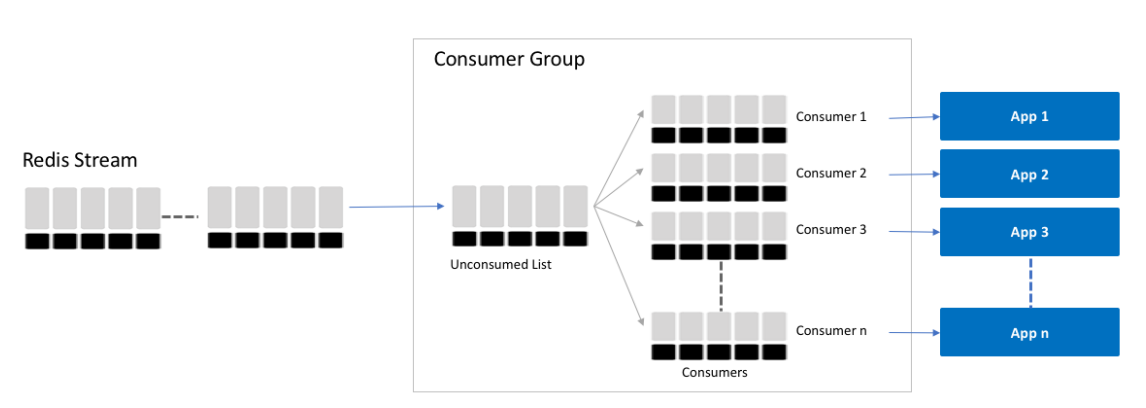 Consumer Group
Redis Stream
Unconsumed List
Consumer 1
Consumer 2
Consumer 3
Consumer n
Consumers
App 1
App 2
App 3
App n